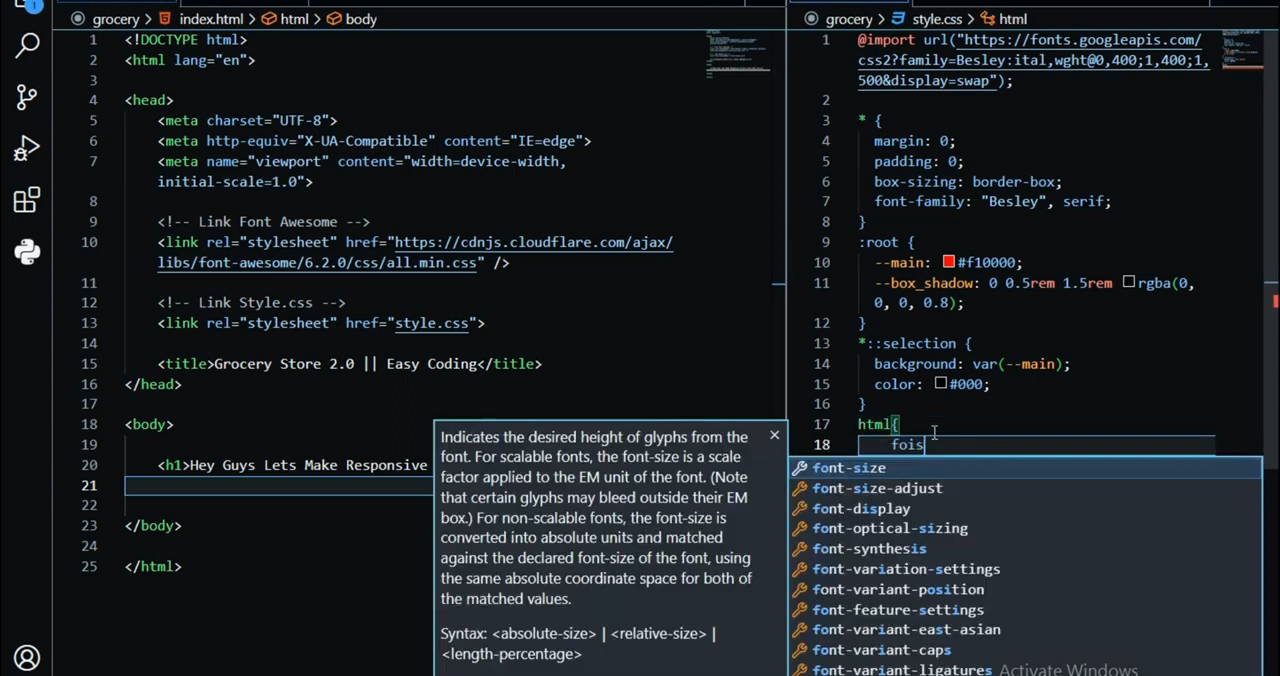 1
grocery > index.html > html > body
1 <!DOCTYPE html>
2 <html lang="en">
3
4 <head>
5 <meta charset="UTF-8">
6 <meta http-equiv="X-UA-Compatible" content="IE=edge">
7 <meta name="viewport" content="width=device-width,
initial-scale=1.0">
8
9 <!-- Link Font Awesome -->
10 <link rel="stylesheet" href="https://cdnjs.cloudflare.com/ajax/
libs/font-awesome/6.2.0/css/all.min.css" />
11
12 <!-- Link Style.css -->
13 <link rel="stylesheet" href="style.css">
14
15 <title>Grocery Store 2.0 || Easy Coding</title>
16 </head>
17
18 <body>
19
20 <h1>Hey Guys Lets Make Responsive
21
22
23 </body>
24
25 </html>
Indicates the desired height of glyphs from the
font. For scalable fonts, the font-size is a scale
factor applied to the EM unit of the font. (Note
that certain glyphs may bleed outside their EM
box.) For non-scalable fonts, the font-size is
converted into absolute units and matched
against the declared font-size of the font, using
the same absolute coordinate space for both of
the matched values.
Syntax: <absolute-size> | <relative-size> |
<length-percentage>
grocery > style.css > html
1 @import url("https://fonts.googleapis.com/
css2?family=Besley:ital,wght@0,400;1,400;1,
500&display=swap");
2
3 * {
4 margin: 0;
5 padding: 0;
6 box-sizing: border-box;
7 font-family: "Besley", serif;
8 }
9 :root {
10 --main: #f10000;
11 --box_shadow: 0 0.5rem 1.5rem rgba(0,
0, 0, 0.8);
12 }
13 *::selection {
14 background: var(--main);
15 color: #000;
16 }
17 html{
18 fois
font-size
font-size-adjust
font-display
font-optical-sizing
font-synthesis
font-variation-settings
font-variant-position
font-feature-settings
font-variant-east-asian
font-variant-caps
font-variant-ligatures
Activate Windows